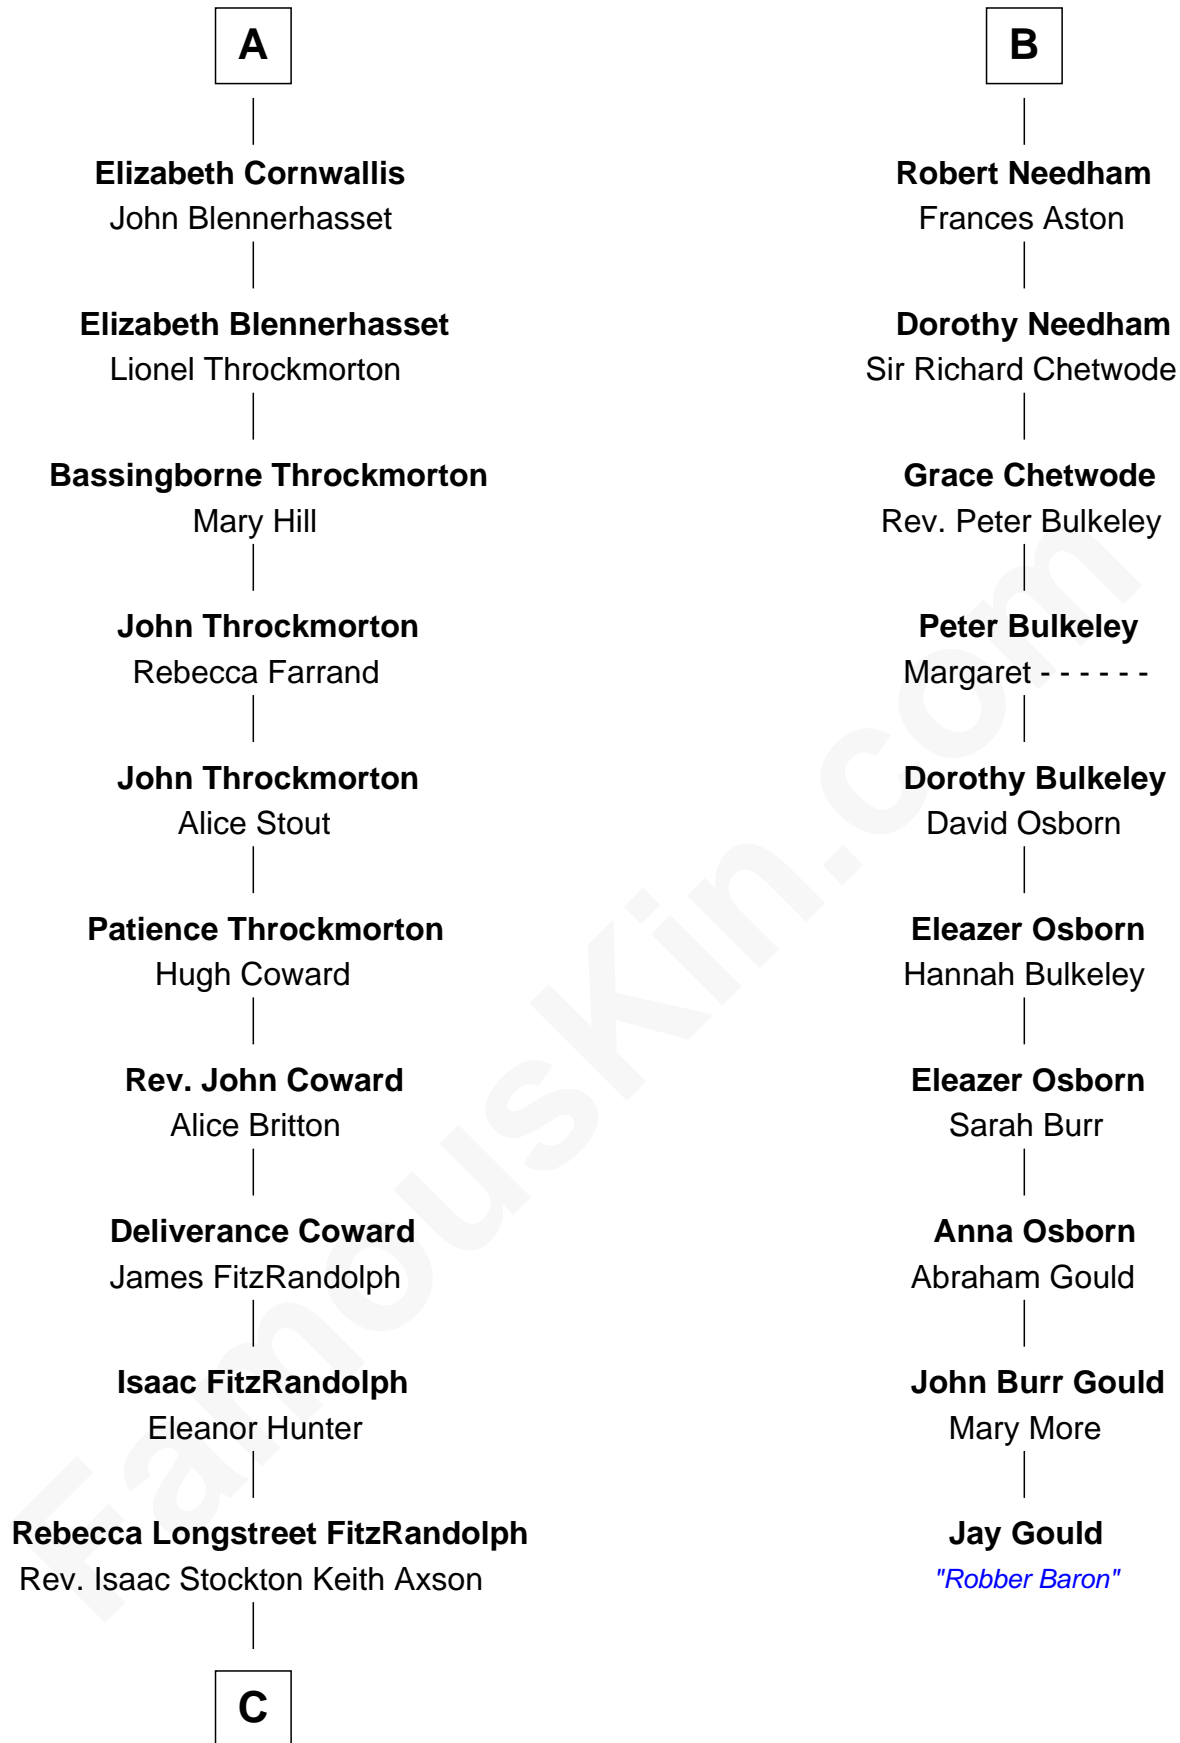 A
Elizabeth Cornwallis
John Blennerhasset
Elizabeth Blennerhasset
Lionel Throckmorton
Bassingborne Throckmorton
Mary Hill
John Throckmorton
Rebecca Farrand
John Throckmorton
Alice Stout
Patience Throckmorton
Hugh Coward
Rev. John Coward
Alice Britton
Deliverance Coward
James FitzRandolph
Isaac FitzRandolph
Eleanor Hunter
Rebecca Longstreet FitzRandolph
Rev. Isaac Stockton Keith Axson
C
B
Robert Needham
Frances Aston
Dorothy Needham
Sir Richard Chetwode
Grace Chetwode
Rev. Peter Bulkeley
Peter Bulkeley
Margaret - - - - - -
Dorothy Bulkeley
David Osborn
Eleazer Osborn
Hannah Bulkeley
Eleazer Osborn
Sarah Burr
Anna Osborn
Abraham Gould
John Burr Gould
Mary More
Jay Gould
"Robber Baron"
FamousKin.com